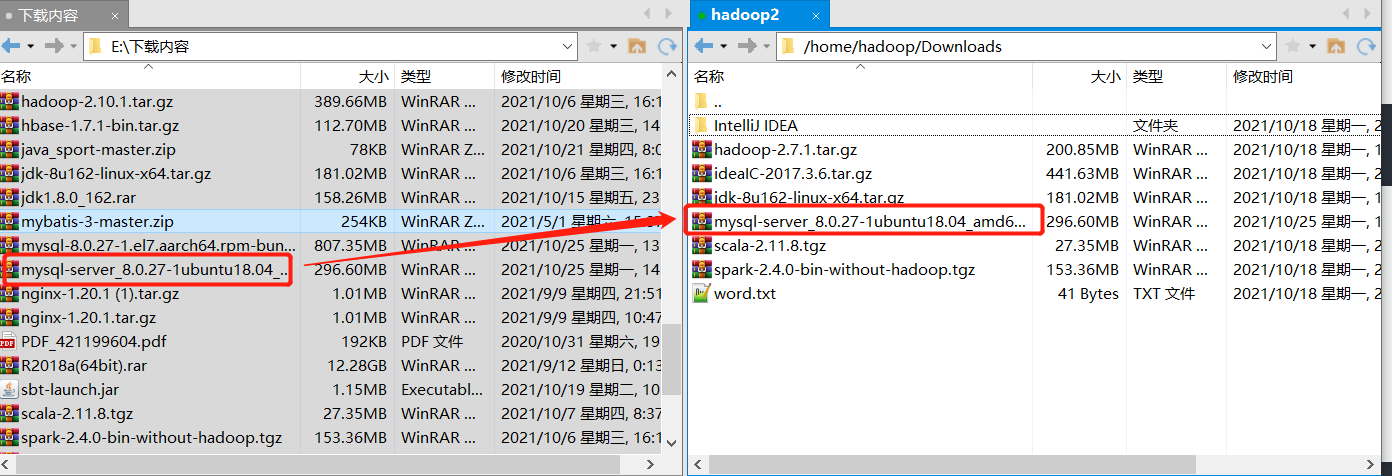 下载内容 ×
E:\下载内容
名称 大小 类型 修改时间
hadoop-2.10.1.tar.gz 389.66MB WinRAR ... 2021/10/6 星期三, 16:1
hbase-1.7.1-bin.tar.gz 112.70MB WinRAR ... 2021/10/20 星期三, 14
java_sport-master.zip 78KB WinRAR Z... 2021/10/21 星期四, 8:0
jdk-8u162-linux-x64.tar.gz 181.02MB WinRAR ... 2021/10/6 星期三, 16:1
jdk1.8.0_162.rar 158.26MB WinRAR ... 2021/10/15 星期五, 23
mybatis-3-master.zip 254KB WinRAR Z... 2021/5/1 星期六, 15:37
mysql-8.0.27-1.el7.aarch64.rpm-bun... 807.35MB WinRAR ... 2021/10/25 星期一, 13
mysql-server_8.0.27-1ubuntu18.04_... 296.60MB WinRAR ... 2021/10/25 星期一, 14
nginx-1.20.1 (1).tar.gz 1.01MB WinRAR ... 2021/9/9 星期四, 21:51
nginx-1.20.1.tar.gz 1.01MB WinRAR ... 2021/9/9 星期四, 10:47
PDF_421199604.pdf 192KB PDF 文件 2020/10/31 星期六, 19
R2018a(64bit).rar 12.28GB WinRAR ... 2021/9/12 星期日, 0:13
sbt-launch.jar 1.15MB Executabl... 2021/10/19 星期二, 10
scala-2.11.8.tgz 27.35MB WinRAR ... 2021/10/7 星期四, 8:37
spark-2.4.0-bin-without-hadoop.tgz 153.36MB WinRAR ... 2021/10/6 星期三, 16:1
hadoop2 ×
/home/hadoop/Downloads
名称 大小 类型 修改时间
..
IntelliJ IDEA 文件夹 2021/10/18 星期一, 2
hadoop-2.7.1.tar.gz 200.85MB WinRAR ... 2021/10/18 星期一, 1
ideaIC-2017.3.6.tar.gz 441.63MB WinRAR ... 2021/10/18 星期一, 2
jdk-8u162-linux-x64.tar.gz 181.02MB WinRAR ... 2021/10/18 星期一, 1
mysql-server_8.0.27-1ubuntu18.04_amd6... 296.60MB WinRAR ... 2021/10/25 星期一, 1
scala-2.11.8.tgz 27.35MB WinRAR ... 2021/10/18 星期一, 2
spark-2.4.0-bin-without-hadoop.tgz 153.36MB WinRAR ... 2021/10/18 星期一, 2
word.txt 41 Bytes TXT 文件 2021/10/18 星期一, 2